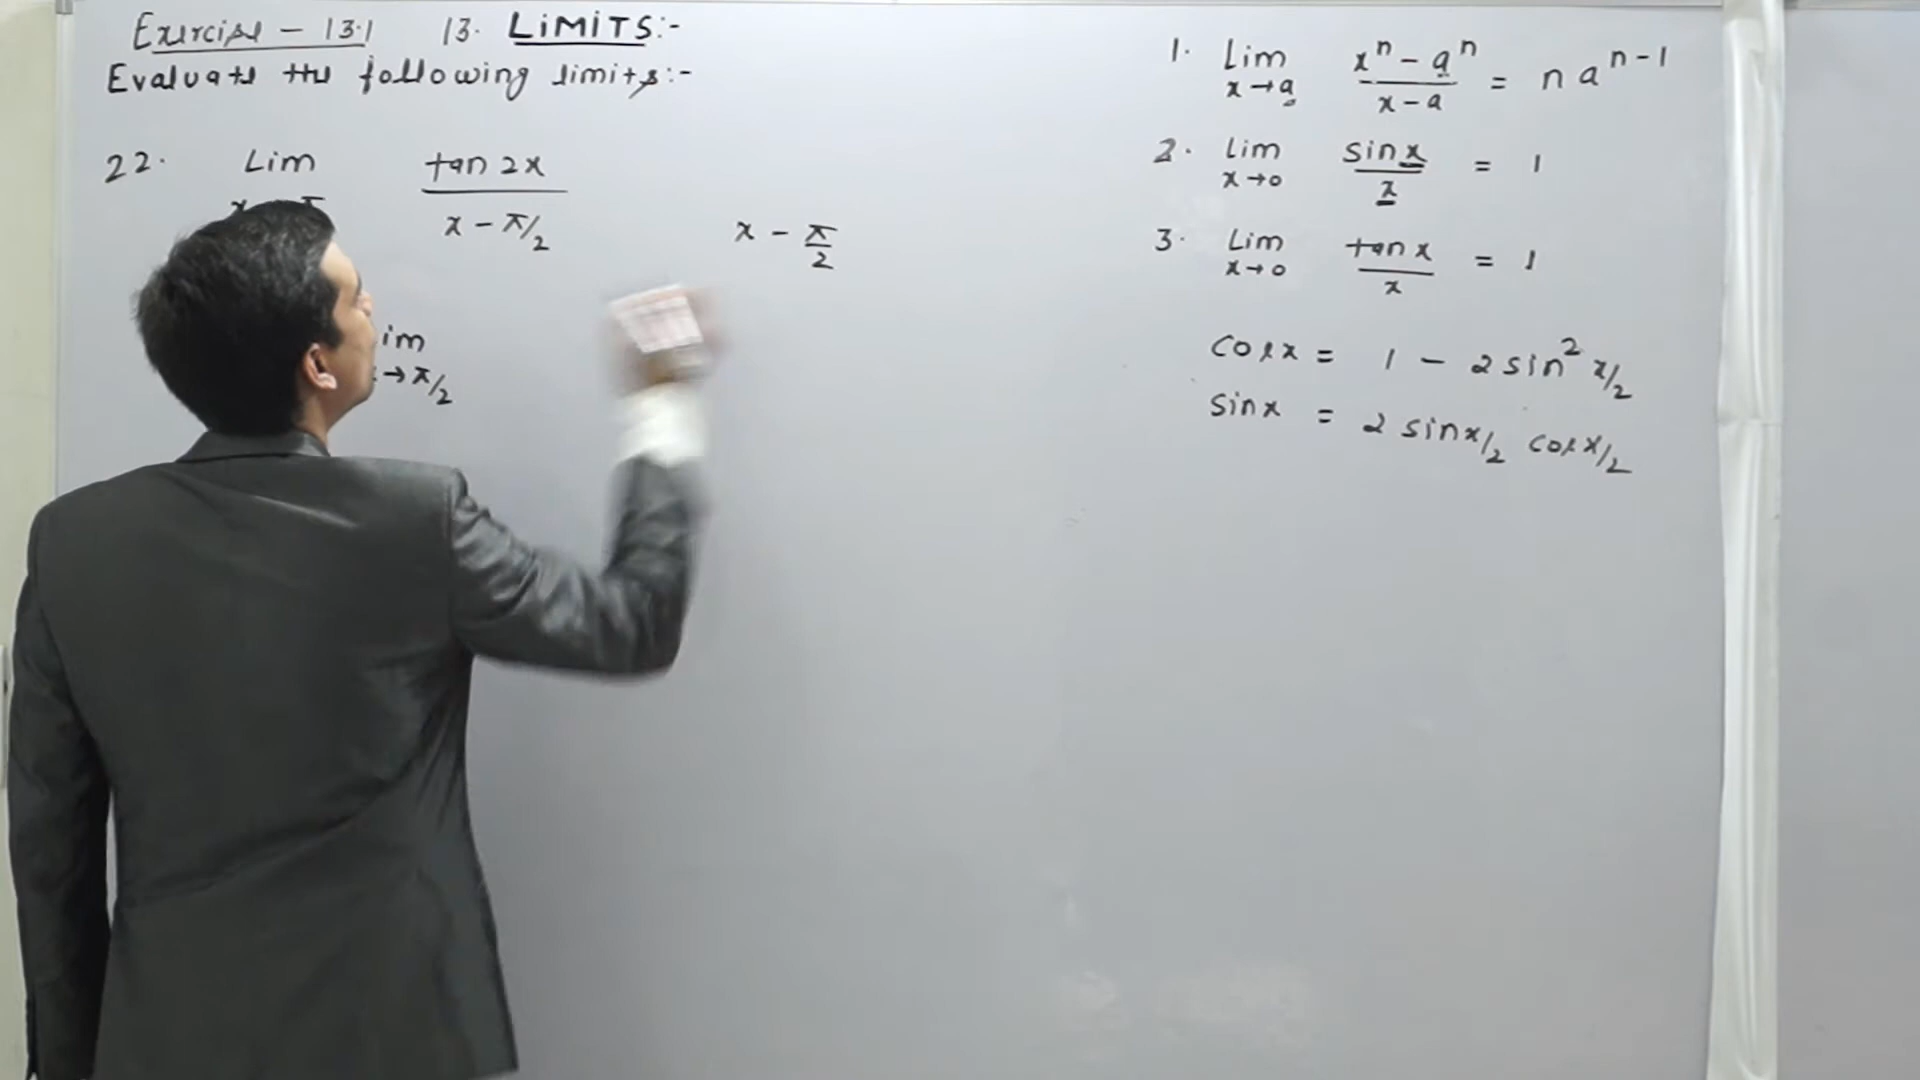 Exercise - 13.1 13. LiMiTS:-
Evaluate the following limits:-
22. Lim tan 2x / x - π/2
x - π/2
im
→ π/2
1. Lim x→a xⁿ - aⁿ / x - a = n aⁿ⁻¹
2. Lim x→0 sin x / x = 1
3. Lim x→0 tan x / x = 1
cosx = 1 - 2 sin² x/2
sinx = 2 sin x/2 cos x/2